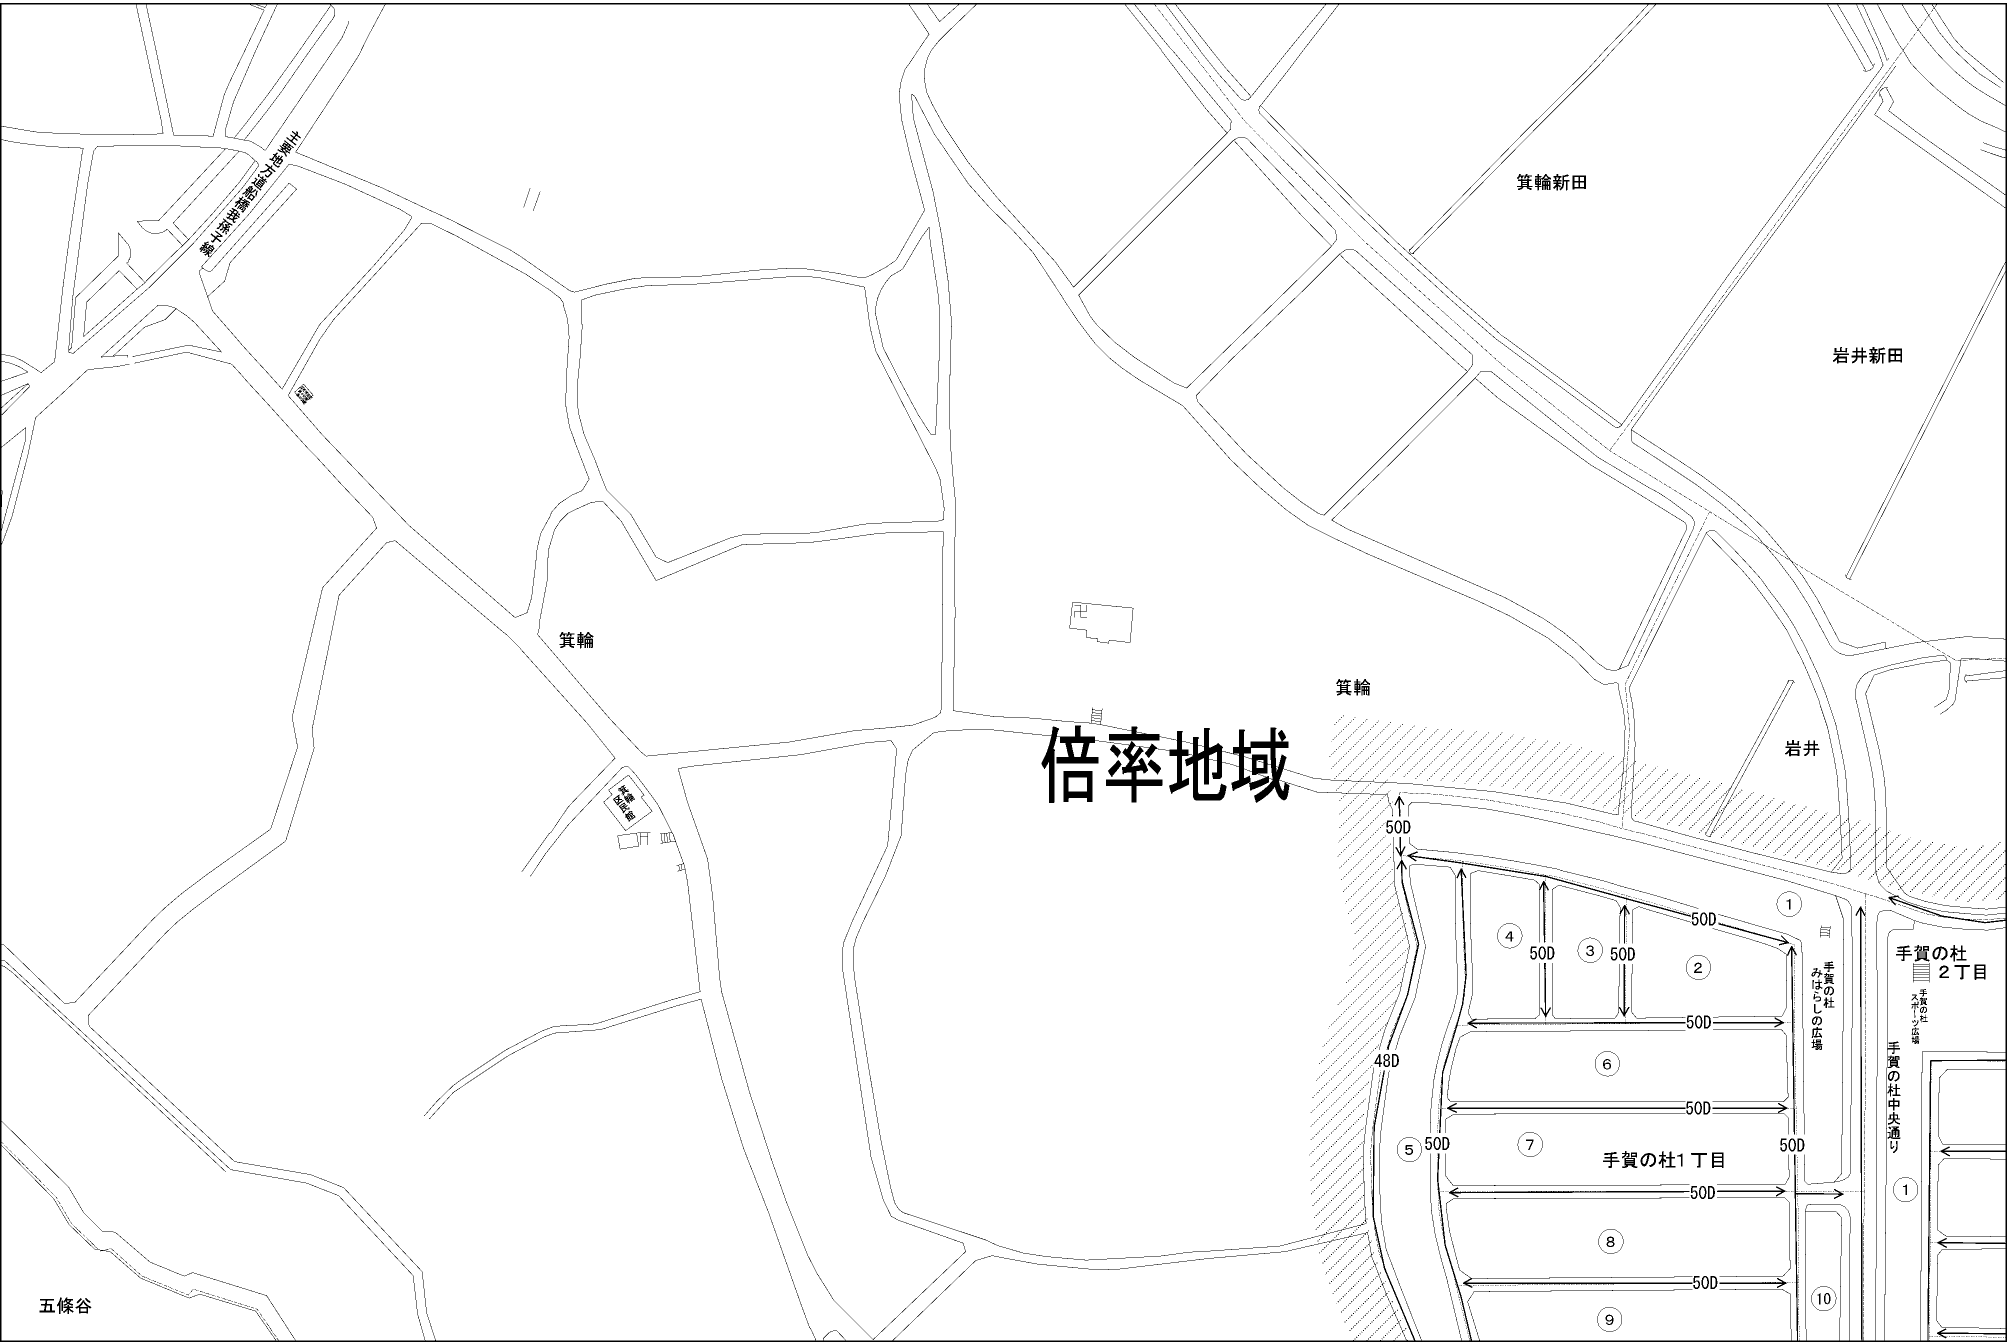 主要地方道船橋我孫子線
箕輪新田
岩井新田
箕輪
箕輪
岩井
倍率地域
箕輪
区民館
50D
50D
①
④
50D
③
50D
②
手賀の杜
２丁目
手賀の杜
みはらしの広場
手賀の杜
スポーツ広場
50D
48D
⑥
手賀の杜中央通り
50D
⑤
50D
⑦
50D
手賀の杜１丁目
50D
①
⑧
50D
⑩
⑨
五條谷